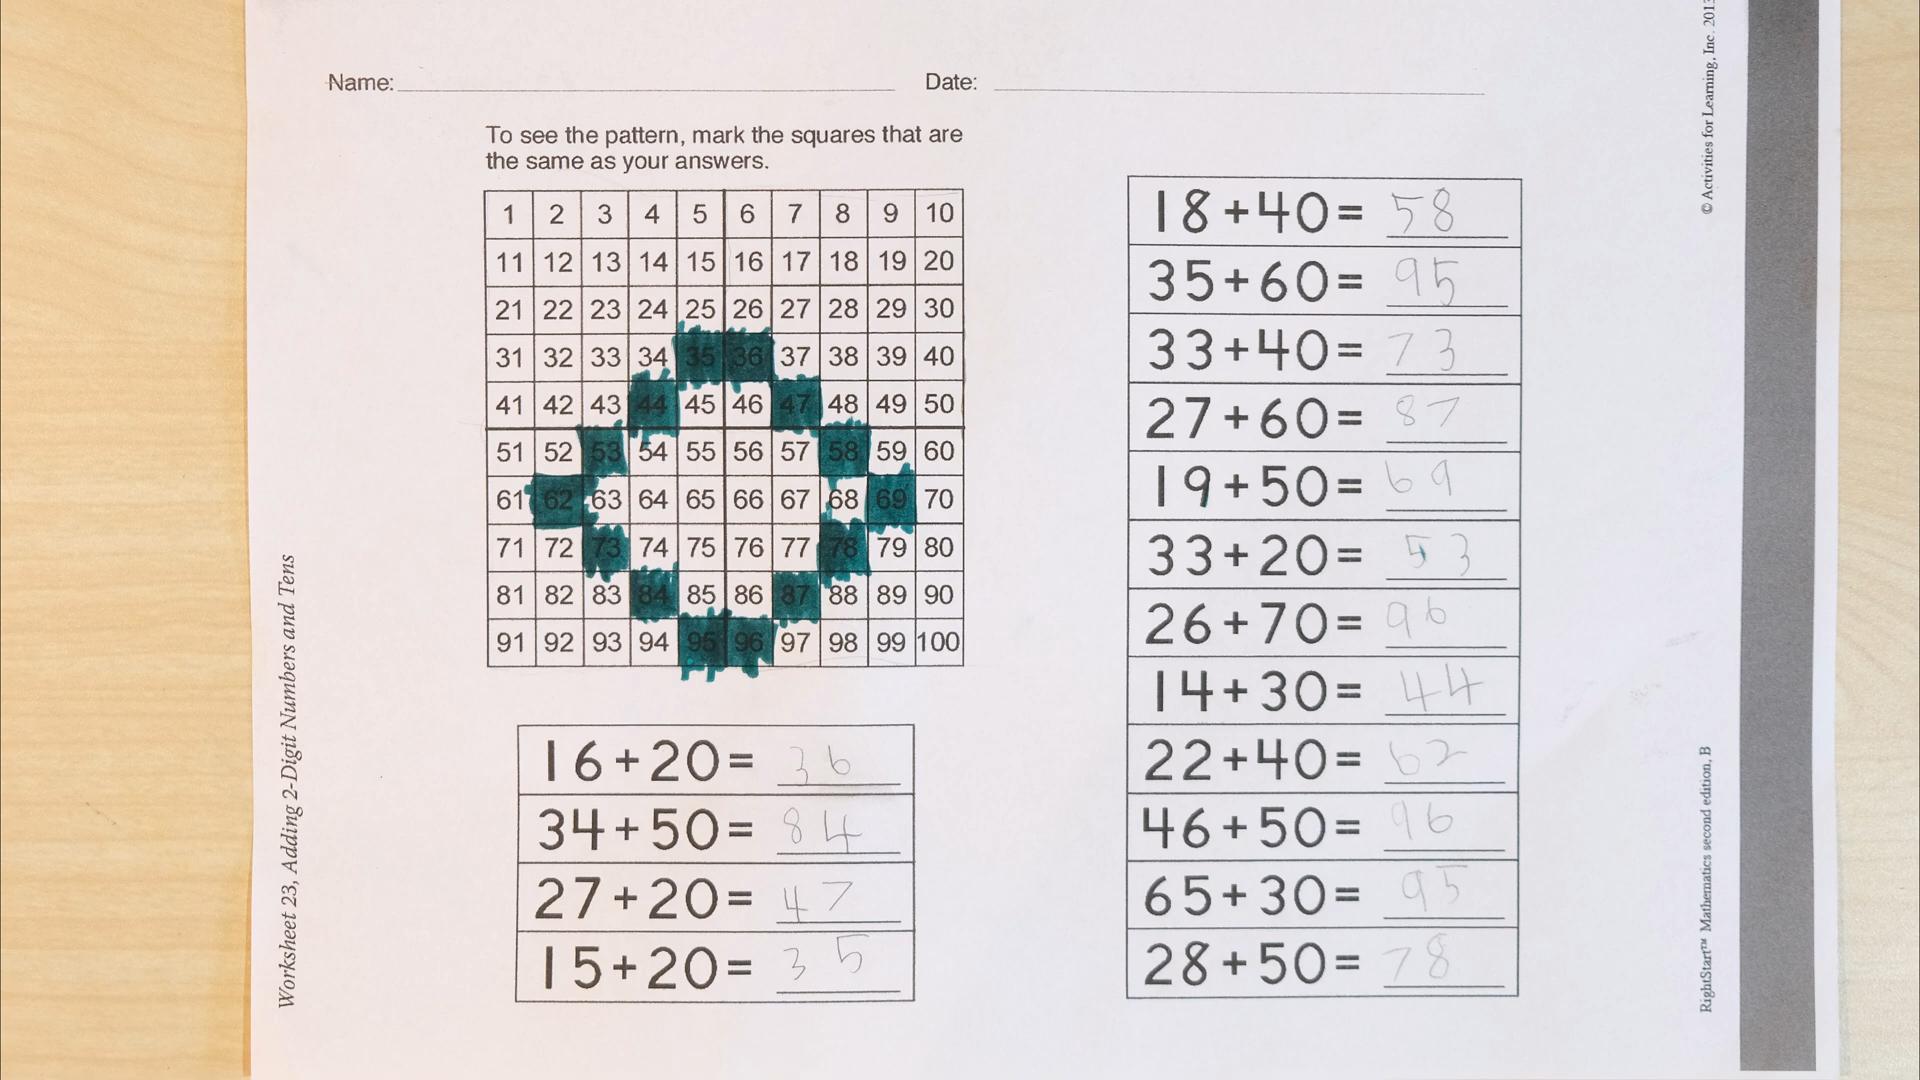 Name: Date:
To see the pattern, mark the squares that are
the same as your answers.
1 2 3 4 5 6 7 8 9 10
11 12 13 14 15 16 17 18 19 20
21 22 23 24 25 26 27 28 29 30
31 32 33 34 35 36 37 38 39 40
41 42 43 44 45 46 47 48 49 50
51 52 53 54 55 56 57 58 59 60
61 62 63 64 65 66 67 68 69 70
71 72 73 74 75 76 77 78 79 80
81 82 83 84 85 86 87 88 89 90
91 92 93 94 95 96 97 98 99 100
16+20= 36
34+50= 84
27+20= 47
15+20= 35
18+40= 58
35+60= 95
33+40= 73
27+60= 87
19+50= 69
33+20= 53
26+70= 96
14+30= 44
22+40= 62
46+50= 96
65+30= 95
28+50= 78
Worksheet 23, Adding 2-Digit Numbers and Tens
© Activities for Learning, Inc. 2013
RightStart™ Mathematics second edition, B